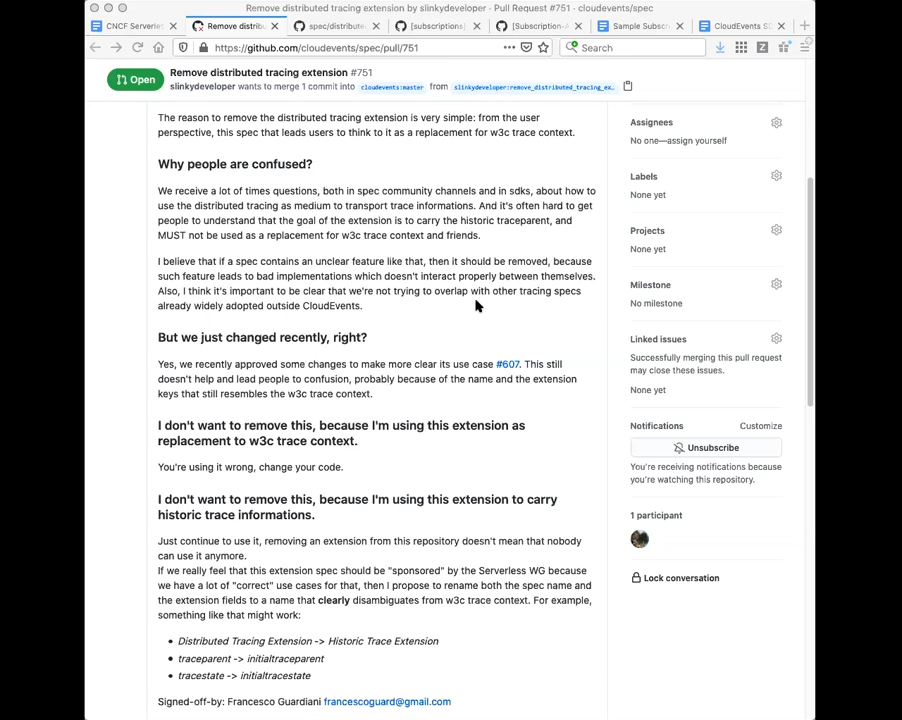 Remove distributed tracing extension by slinkydeveloper · Pull Request #751 · cloudevents/spec
CNCF Serverles
Remove distrib
spec/distribute
[subscriptions]
[Subscription-
Sample Subscr
CloudEvents SD
https://github.com/cloudevents/spec/pull/751
Search
Open
Remove distributed tracing extension #751
slinkydeveloper wants to merge 1 commit into cloudevents:master from slinkydeveloper:remove_distributed_tracing_ex…
The reason to remove the distributed tracing extension is very simple: from the user
perspective, this spec that leads users to think to it as a replacement for w3c trace context.
Why people are confused?
We receive a lot of times questions, both in spec community channels and in sdks, about how to
use the distributed tracing as medium to transport trace informations. And it's often hard to get
people to understand that the goal of the extension is to carry the historic traceparent, and
MUST not be used as a replacement for w3c trace context and friends.
I believe that if a spec contains an unclear feature like that, then it should be removed, because
such feature leads to bad implementations which doesn't interact properly between themselves.
Also, I think it's important to be clear that we're not trying to overlap with other tracing specs
already widely adopted outside CloudEvents.
But we just changed recently, right?
Yes, we recently approved some changes to make more clear its use case #607. This still
doesn't help and lead people to confusion, probably because of the name and the extension
keys that still resembles the w3c trace context.
I don't want to remove this, because I'm using this extension as
replacement to w3c trace context.
You're using it wrong, change your code.
I don't want to remove this, because I'm using this extension to carry
historic trace informations.
Just continue to use it, removing an extension from this repository doesn't mean that nobody
can use it anymore.
If we really feel that this extension spec should be "sponsored" by the Serverless WG because
we have a lot of "correct" use cases for that, then I propose to rename both the spec name and
the extension fields to a name that clearly disambiguates from w3c trace context. For example,
something like that might work:
• Distributed Tracing Extension -> Historic Trace Extension
• traceparent -> initialtraceparent
• tracestate -> initialtracestate
Signed-off-by: Francesco Guardiani francescoguard@gmail.com
Assignees
No one—assign yourself
Labels
None yet
Projects
None yet
Milestone
No milestone
Linked issues
Successfully merging this pull request
may close these issues.
None yet
Notifications
Customize
Unsubscribe
You're receiving notifications because
you're watching this repository.
1 participant
Lock conversation